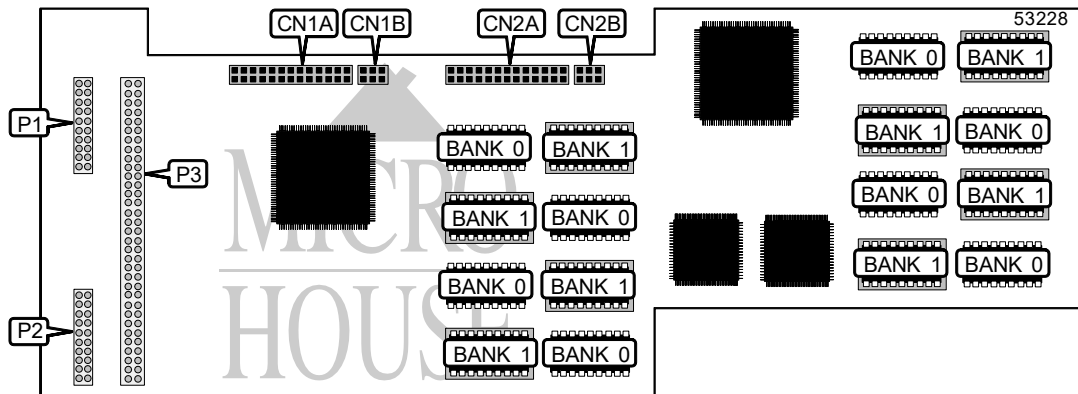 53228
CN1A CN1B CN2A CN2B
BANK 0 BANK 1
P1
BANK 1 BANK 0
BANK 0 BANK 1
P3
BANK 0 BANK 1
BANK 1 BANK 0
BANK 1 BANK 0
BANK 0 BANK 1
P2
BANK 1 BANK 0
MICRO
HOUSE